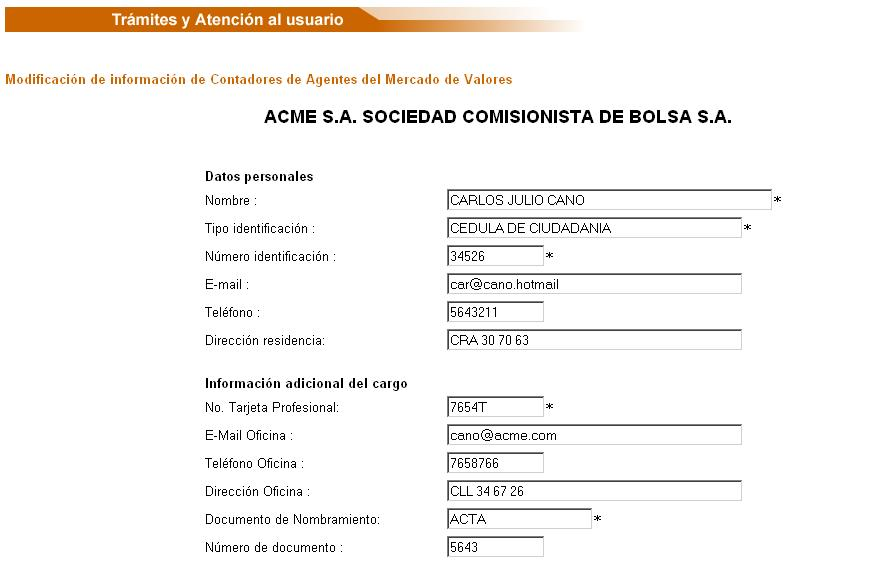 Trámites y Atención al usuario
Modificación de información de Contadores de Agentes del Mercado de Valores
ACME S.A. SOCIEDAD COMISIONISTA DE BOLSA S.A.
Datos personales
Nombre : CARLOS JULIO CANO *
Tipo identificación : CEDULA DE CIUDADANIA *
Número identificación : 34526 *
E-mail : car@cano.hotmail
Teléfono : 5643211
Dirección residencia: CRA 30 70 63
Información adicional del cargo
No. Tarjeta Profesional: 7654T *
E-Mail Oficina : cano@acme.com
Teléfono Oficina : 7658766
Dirección Oficina : CLL 34 67 26
Documento de Nombramiento: ACTA *
Número de documento : 5643